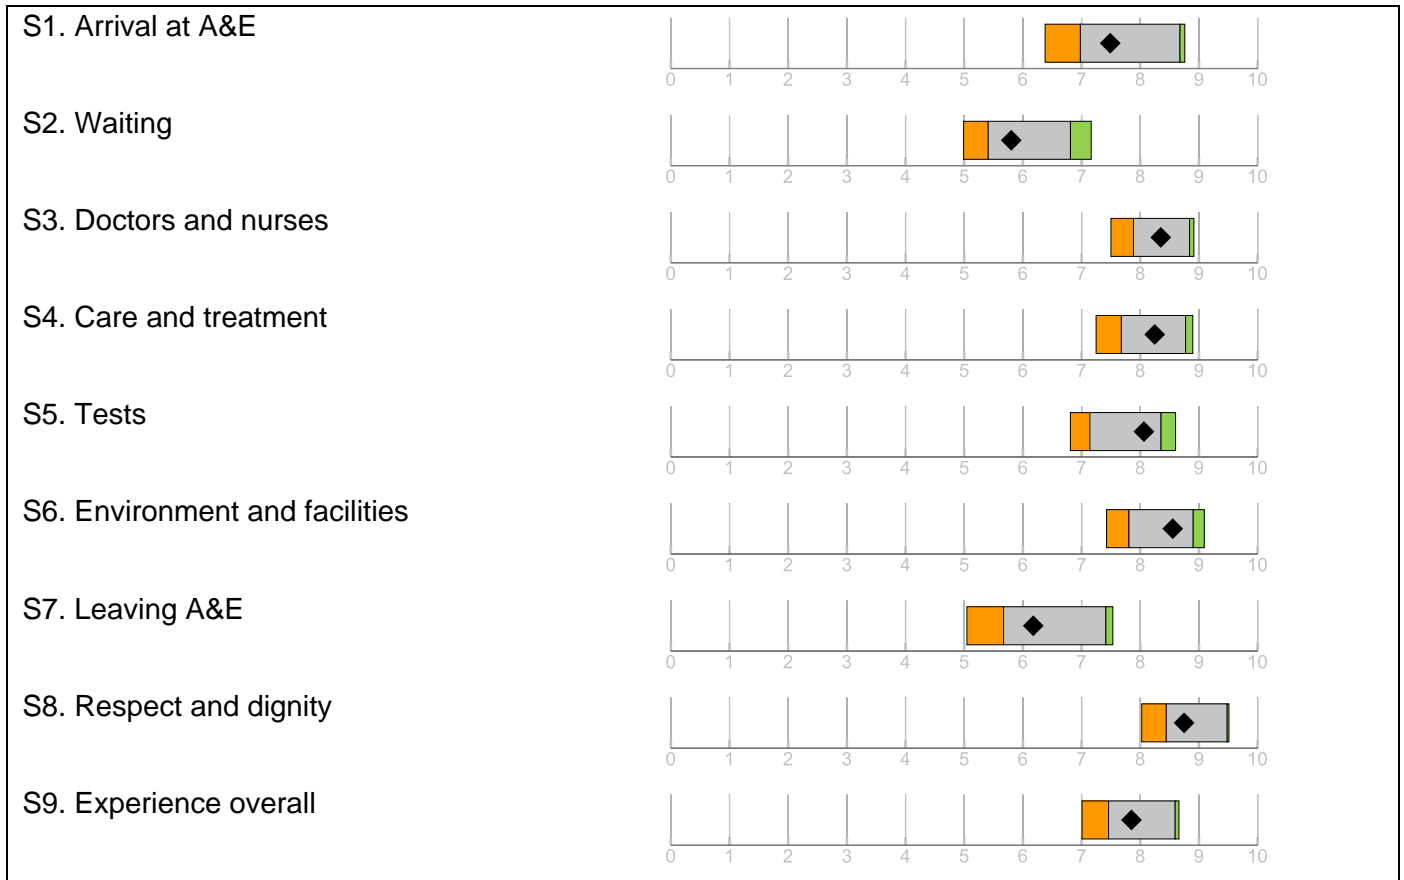 S1. Arrival at A&E
0 1 2 3 4 5 6 7 8 9 10
S2. Waiting
0 1 2 3 4 5 6 7 8 9 10
S3. Doctors and nurses
0 1 2 3 4 5 6 7 8 9 10
S4. Care and treatment
0 1 2 3 4 5 6 7 8 9 10
S5. Tests
0 1 2 3 4 5 6 7 8 9 10
S6. Environment and facilities
0 1 2 3 4 5 6 7 8 9 10
S7. Leaving A&E
0 1 2 3 4 5 6 7 8 9 10
S8. Respect and dignity
0 1 2 3 4 5 6 7 8 9 10
S9. Experience overall
0 1 2 3 4 5 6 7 8 9 10